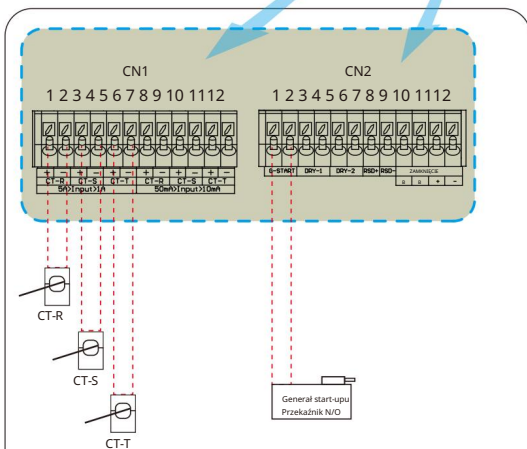 CN1
CN2
1 2 3 4 5 6 7 8 9 10 11 12
1 2 3 4 5 6 7 8 9 10 11 12
+ - + - + - + - + - + -
CT-R CT-S CT-T CT-R CT-S CT-T
5A>Input>1A 50mA>Input>10mA
G-START DRY-1 DRY-2 RSD+ RSD- ZAMKNIĘCIE
B B + -
CT-R
CT-S
CT-T
Generał start-upu
Przekaźnik N/O